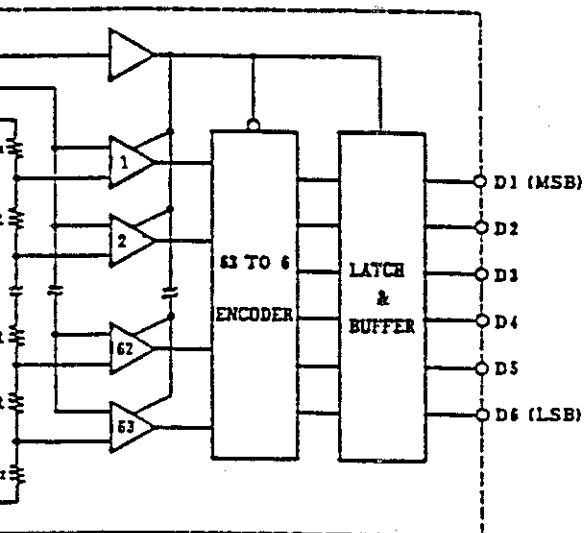 1
2
62
63
63 TO 6
ENCODER
LATCH
&
BUFFER
D1 (MSB)
D2
D3
D4
D5
D6 (LSB)